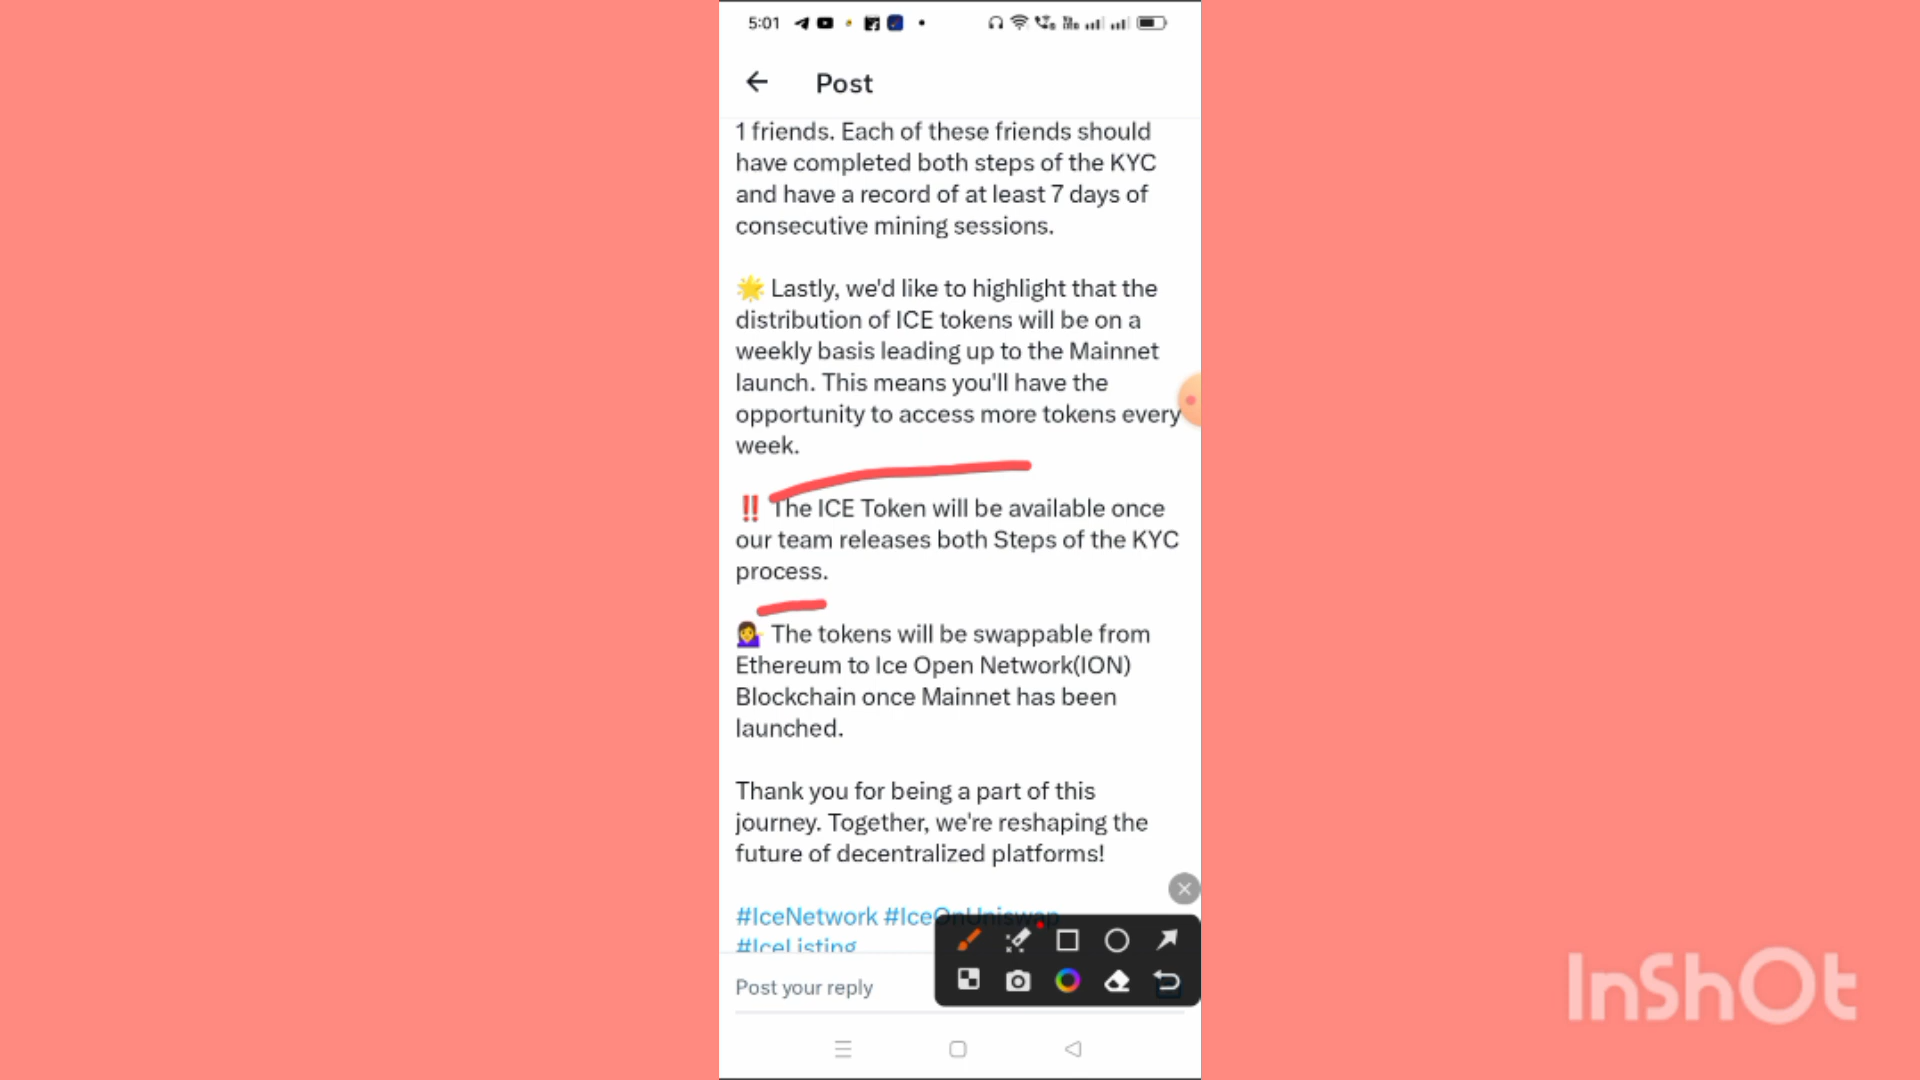 5:01
Post
1 friends. Each of these friends should
have completed both steps of the KYC
and have a record of at least 7 days of
consecutive mining sessions.
🌟 Lastly, we'd like to highlight that the
distribution of ICE tokens will be on a
weekly basis leading up to the Mainnet
launch. This means you'll have the
opportunity to access more tokens every
week.
‼️ The ICE Token will be available once
our team releases both Steps of the KYC
process.
💁‍♀️ The tokens will be swappable from
Ethereum to Ice Open Network(ION)
Blockchain once Mainnet has been
launched.
Thank you for being a part of this
journey. Together, we're reshaping the
future of decentralized platforms!
#IceNetwork #IceOnUniswap
#IceListing
Post your reply
InShOt